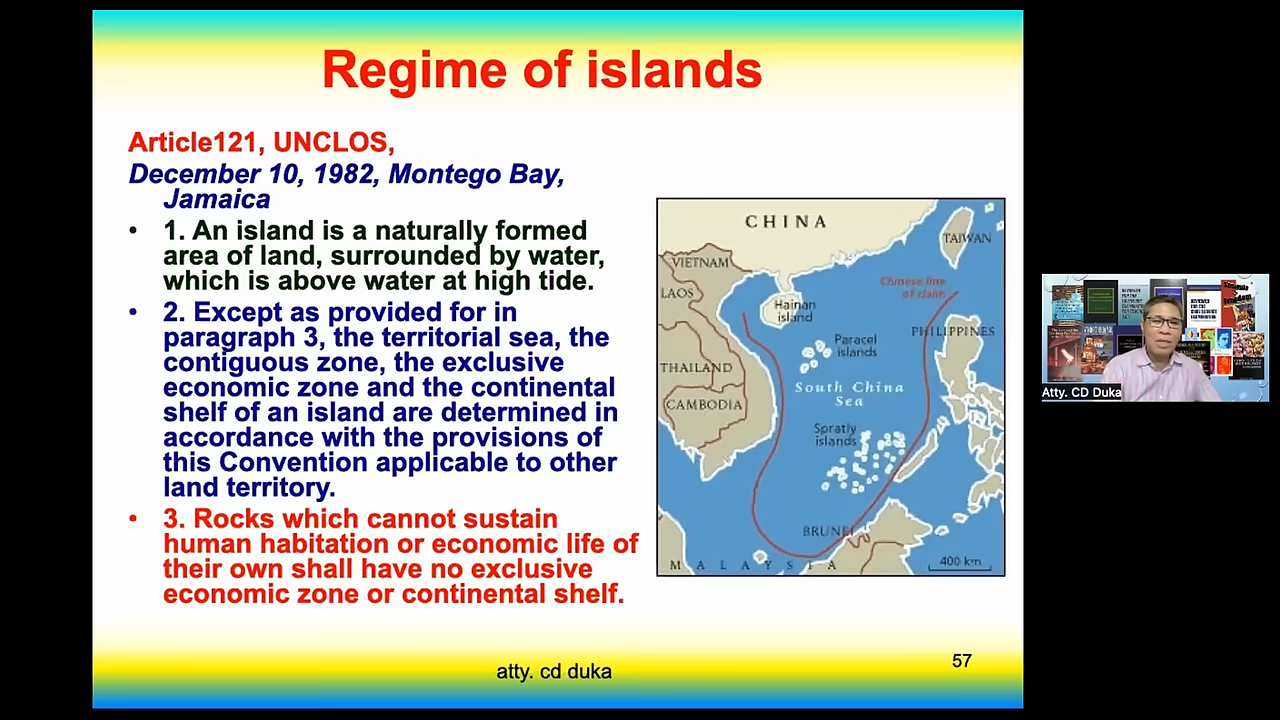 Regime of islands
Article121, UNCLOS,
December 10, 1982, Montego Bay,
Jamaica
• 1. An island is a naturally formed
area of land, surrounded by water,
which is above water at high tide.
• 2. Except as provided for in
paragraph 3, the territorial sea, the
contiguous zone, the exclusive
economic zone and the continental
shelf of an island are determined in
accordance with the provisions of
this Convention applicable to other
land territory.
• 3. Rocks which cannot sustain
human habitation or economic life of
their own shall have no exclusive
economic zone or continental shelf.
CHINA
TAIWAN
VIETNAM
LAOS
Chinese line
of claim
Hainan
island
PHILIPPINES
Paracel
islands
THAILAND
South China
Sea
CAMBODIA
Spratly
islands
BRUNEI
MALAYSIA
400 km
atty. cd duka
57
Atty. CD Duka